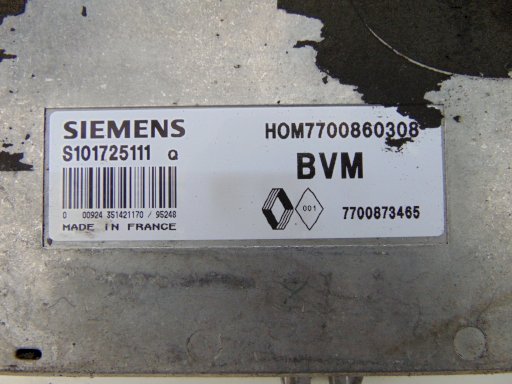 SIEMENS
HOM7700860308
S101725111 Q
BVM
001
7700873465
0 00924 351421170 / 95248
MADE IN FRANCE